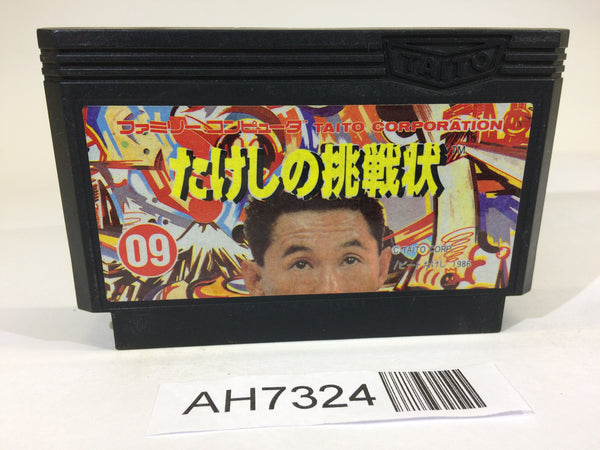 TAITO
ファミリーコンピュータ TAITO CORPORATION
たけしの挑戦状
TM
09
© TAITO CORP.
/ビートたけし 1986
AH7324